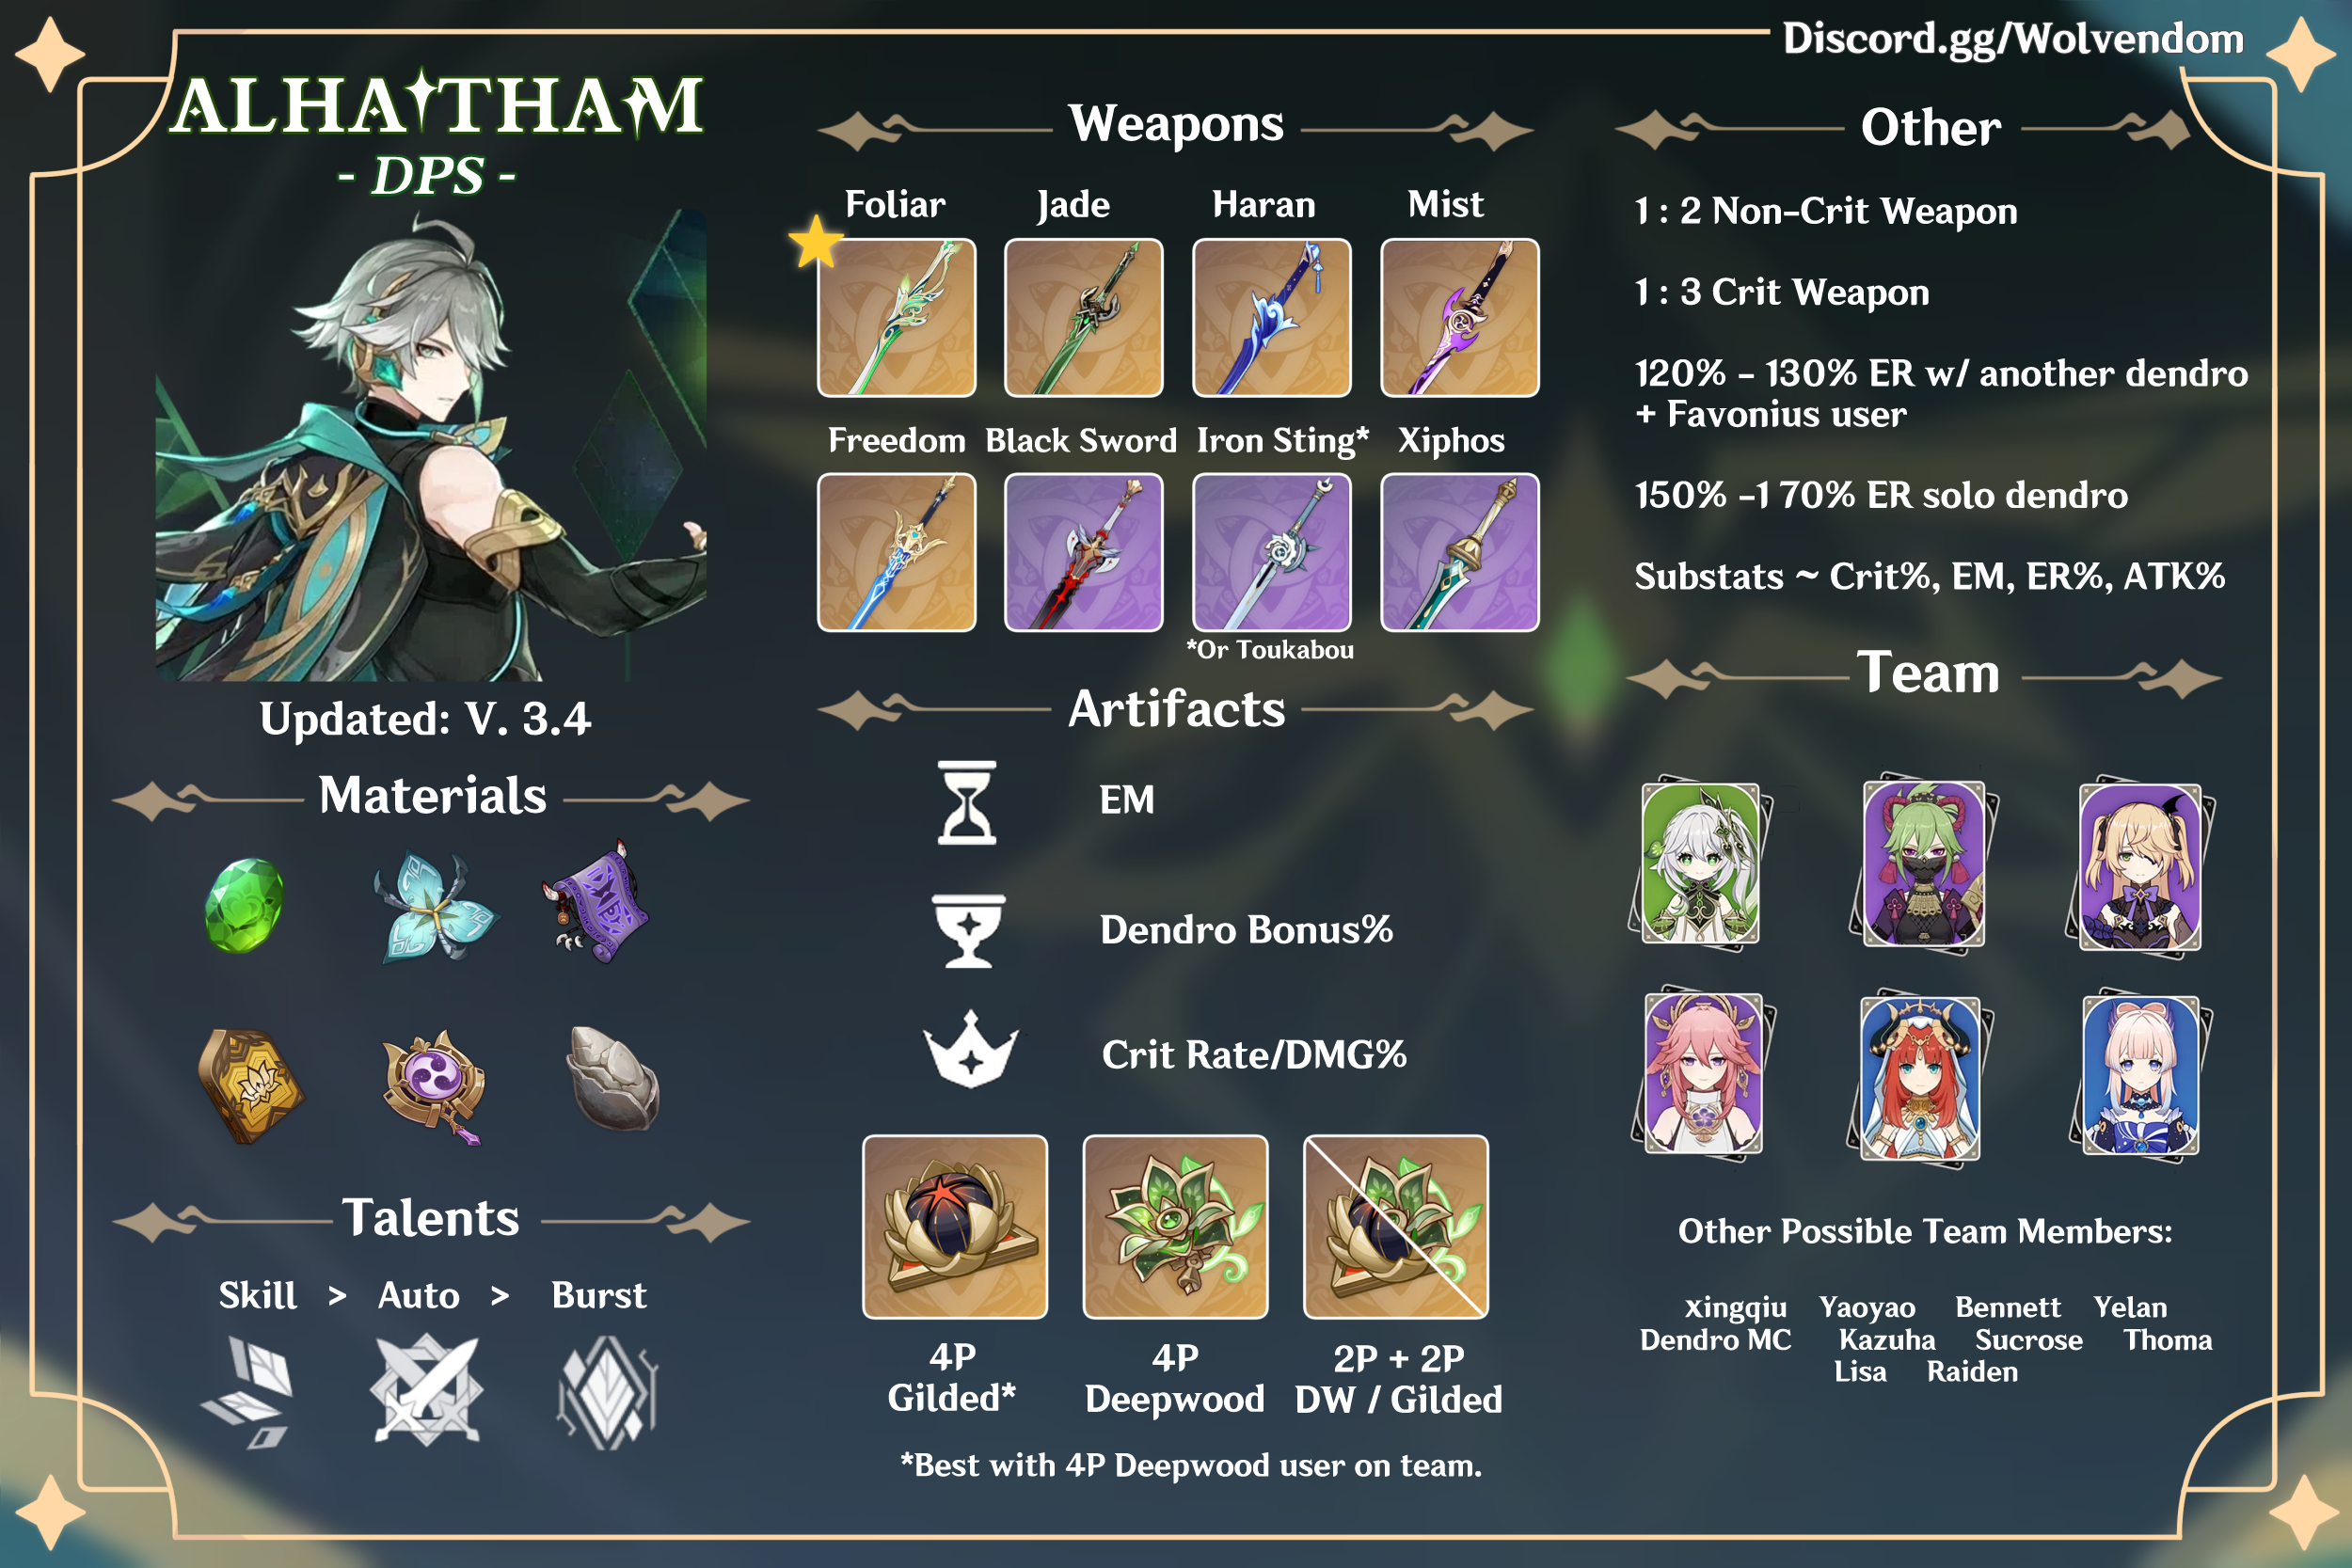 Discord.gg/Wolvendom
ALHAITHAM
- DPS -
Updated: V. 3.4
Materials
Talents
Skill > Auto > Burst
Weapons
Foliar Jade Haran Mist
Freedom Black Sword Iron Sting* Xiphos
*Or Toukabou
Artifacts
EM
Dendro Bonus%
Crit Rate/DMG%
4P
Gilded*
4P
Deepwood
2P + 2P
DW / Gilded
*Best with 4P Deepwood user on team.
Other
1 : 2 Non-Crit Weapon
1 : 3 Crit Weapon
120% - 130% ER w/ another dendro
+ Favonius user
150% -1 70% ER solo dendro
Substats ~ Crit%, EM, ER%, ATK%
Team
Other Possible Team Members:
xingqiu Yaoyao Bennett Yelan
Dendro MC Kazuha Sucrose Thoma
Lisa Raiden